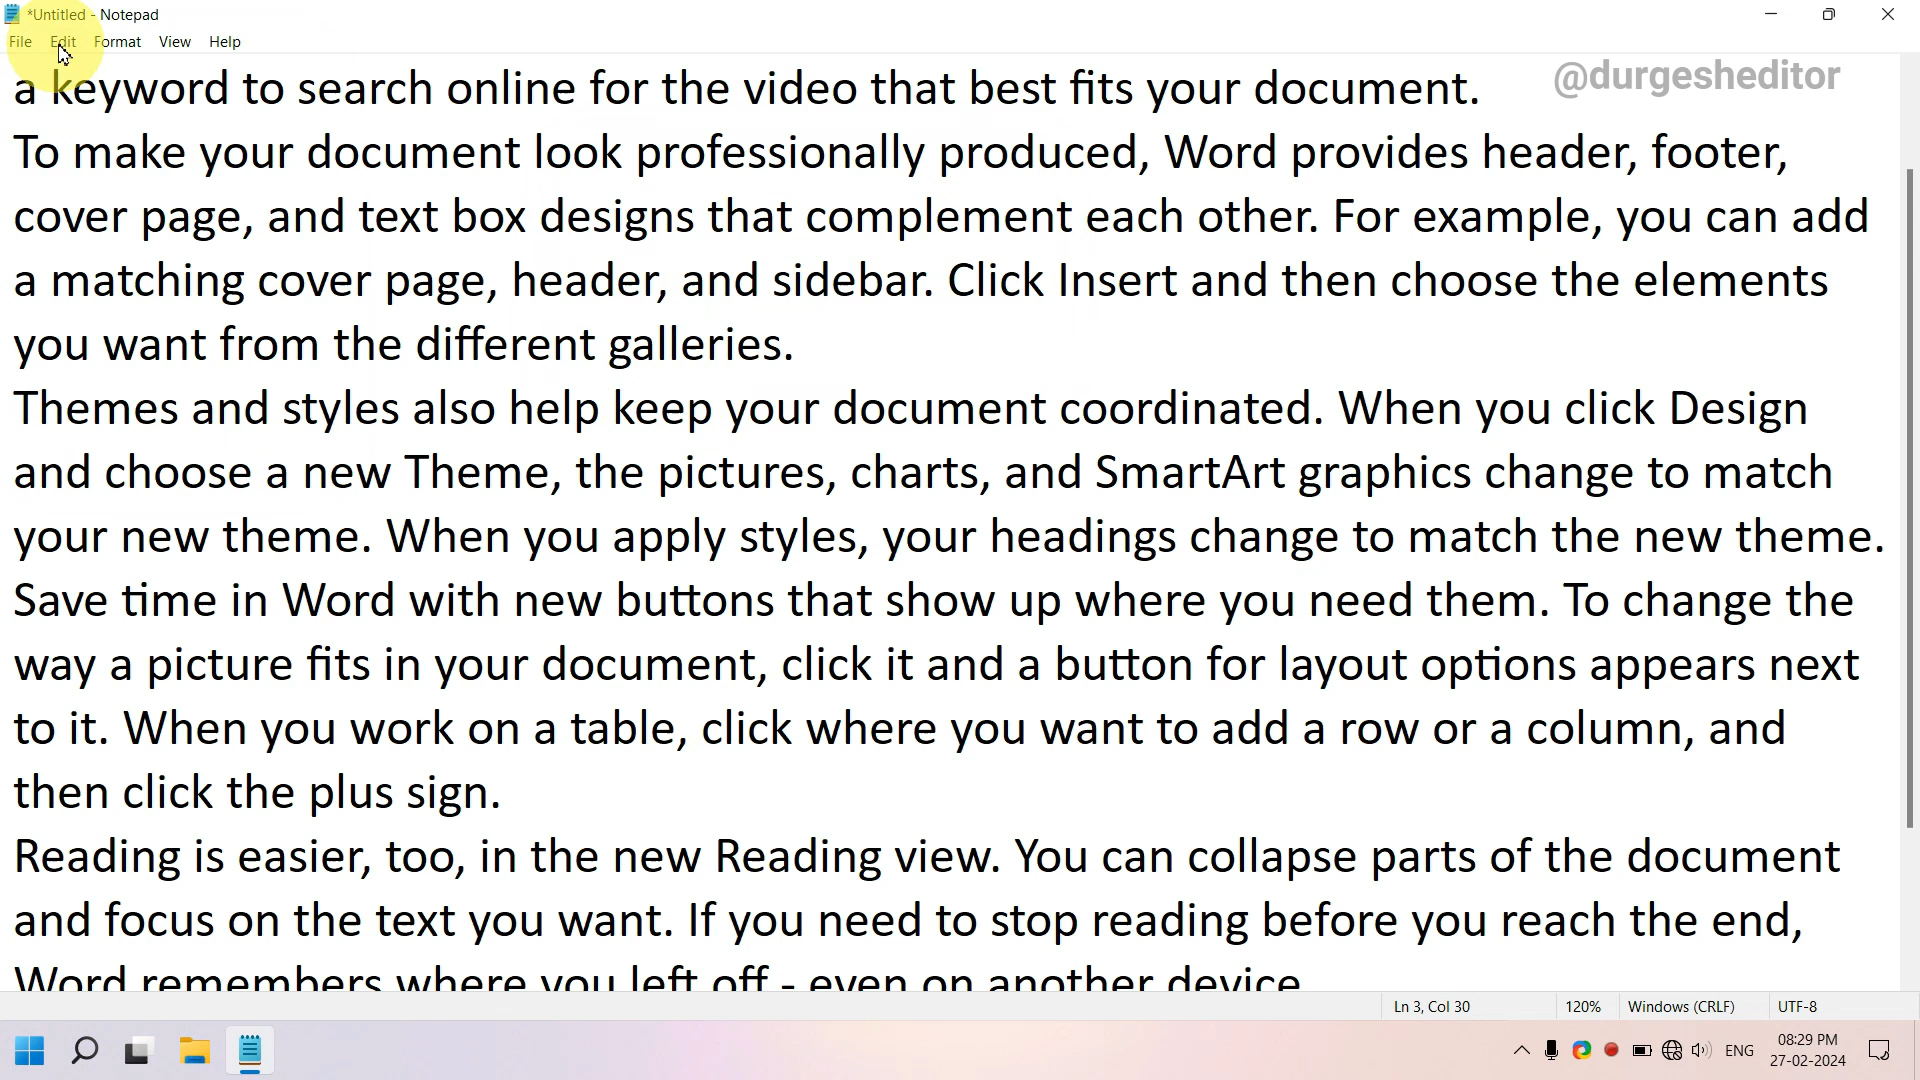 *Untitled - Notepad
File Edit Format View Help
@durgesheditor
a keyword to search online for the video that best fits your document.
To make your document look professionally produced, Word provides header, footer,
cover page, and text box designs that complement each other. For example, you can add
a matching cover page, header, and sidebar. Click Insert and then choose the elements
you want from the different galleries.
Themes and styles also help keep your document coordinated. When you click Design
and choose a new Theme, the pictures, charts, and SmartArt graphics change to match
your new theme. When you apply styles, your headings change to match the new theme.
Save time in Word with new buttons that show up where you need them. To change the
way a picture fits in your document, click it and a button for layout options appears next
to it. When you work on a table, click where you want to add a row or a column, and
then click the plus sign.
Reading is easier, too, in the new Reading view. You can collapse parts of the document
and focus on the text you want. If you need to stop reading before you reach the end,
Word remembers where you left off - even on another device
Ln 3, Col 30 120% Windows (CRLF) UTF-8
ENG 08:29 PM
27-02-2024